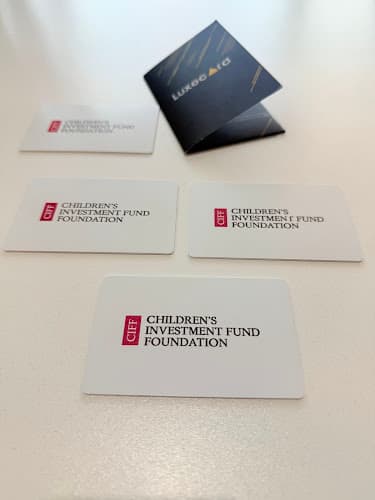 LUXECARD
CIFF
CHILDREN'S
INVESTMENT FUND
FOUNDATION
CIFF
CHILDREN'S
INVESTMENT FUND
FOUNDATION
CIFF
CHILDREN'S
INVESTMENT FUND
FOUNDATION
CIFF
CHILDREN'S
INVESTMENT FUND
FOUNDATION